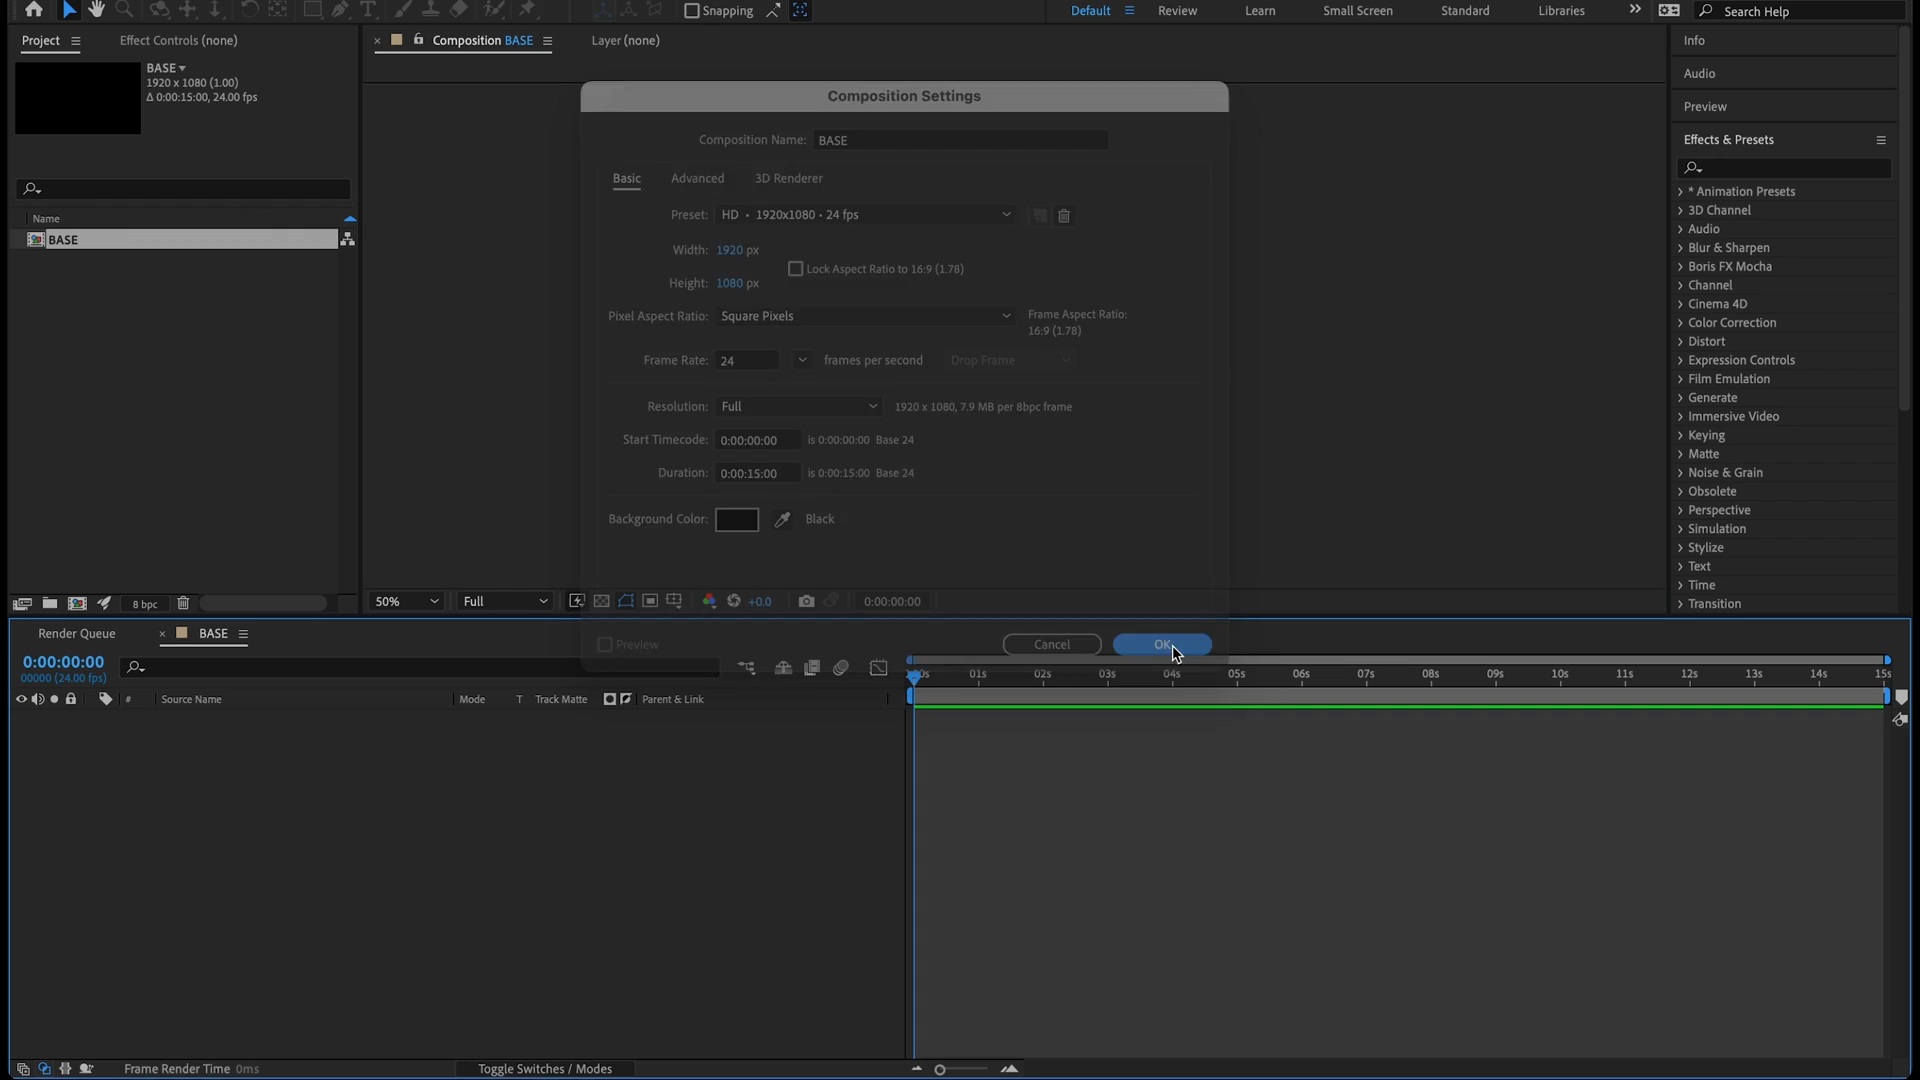 Snapping
Default
Review
Learn
Small Screen
Standard
Libraries
Search Help
Project
Effect Controls (none)
BASE
1920 x 1080 (1.00)
Δ 0:00:15:00, 24.00 fps
Name
BASE
Composition BASE
Layer (none)
Composition Settings
Composition Name: BASE
Basic
Advanced
3D Renderer
Preset: HD • 1920x1080 • 24 fps
Width: 1920 px
Lock Aspect Ratio to 16:9 (1.78)
Height: 1080 px
Pixel Aspect Ratio: Square Pixels
Frame Aspect Ratio:
16:9 (1.78)
Frame Rate: 24 frames per second Drop Frame
Resolution: Full 1920 x 1080, 7.9 MB per 8bpc frame
Start Timecode: 0:00:00:00 is 0:00:00:00 Base 24
Duration: 0:00:15:00 is 0:00:15:00 Base 24
Background Color: Black
Preview
Cancel
OK
Info
Audio
Preview
Effects & Presets
* Animation Presets
3D Channel
Audio
Blur & Sharpen
Boris FX Mocha
Channel
Cinema 4D
Color Correction
Distort
Expression Controls
Film Emulation
Generate
Immersive Video
Keying
Matte
Noise & Grain
Obsolete
Perspective
Simulation
Stylize
Text
Time
Transition
8 bpc
50%
Full
+0.0
0:00:00:00
Render Queue
BASE
0:00:00:00
00000 (24.00 fps)
# Source Name
Mode
T Track Matte
Parent & Link
01s 02s 03s 04s 05s 06s 07s 08s 09s 10s 11s 12s 13s 14s 15s
Frame Render Time 0ms
Toggle Switches / Modes